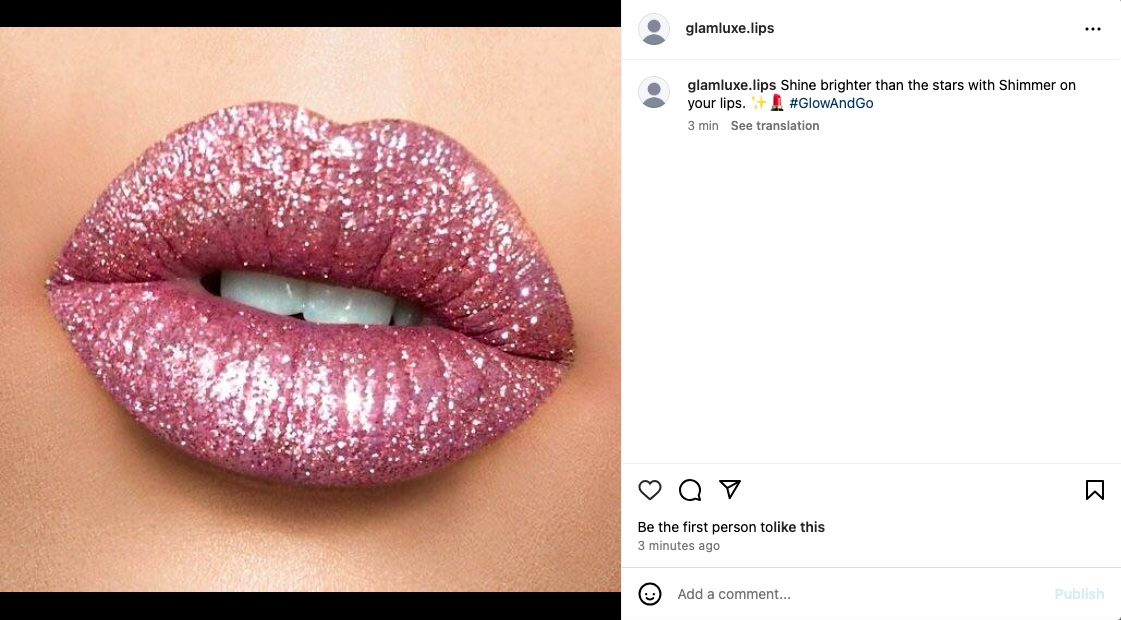 glamluxe.lips
glamluxe.lips Shine brighter than the stars with Shimmer on
your lips. ✨💄 #GlowAndGo
3 min See translation
Be the first person tolike this
3 minutes ago
Add a comment... Publish